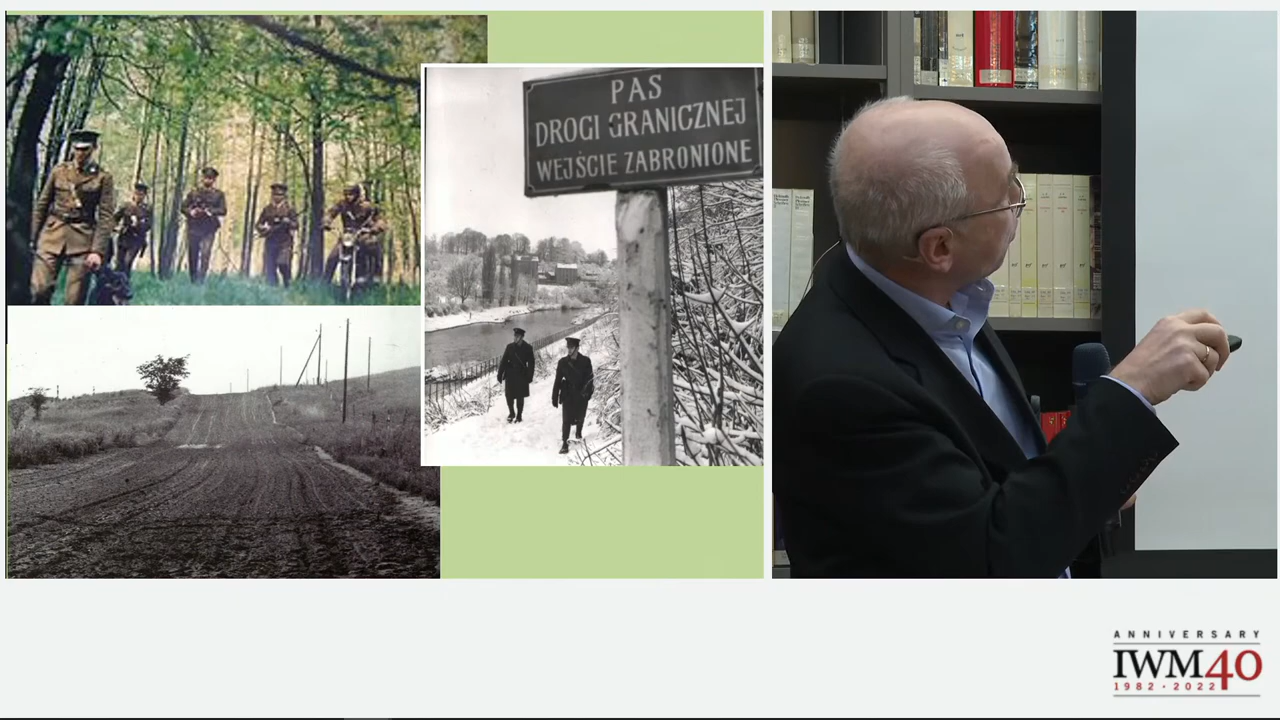 PAS
DROGI GRANICZNEJ
WEJŚCIE ZABRONIONE
ANNIVERSARY
IWM40
1982 · 2022